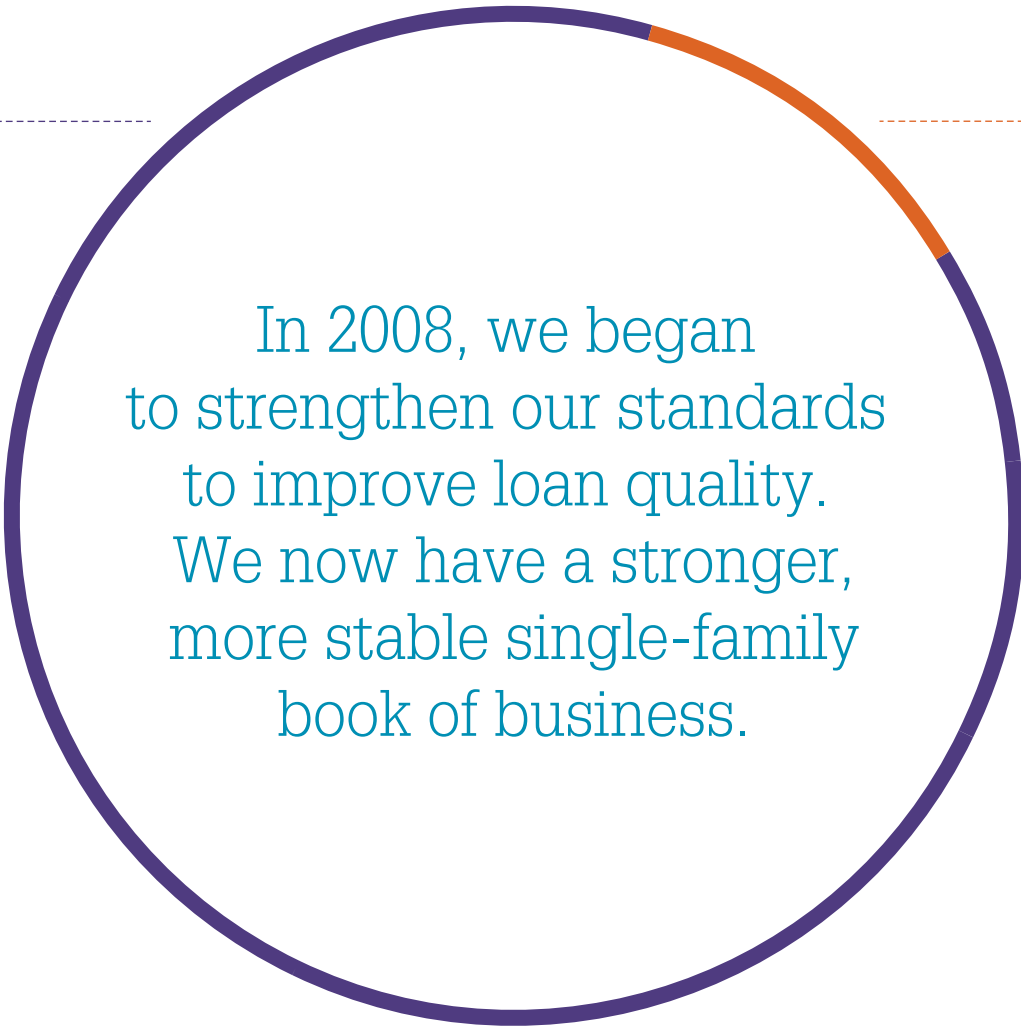 In 2008, we began
to strengthen our standards
to improve loan quality.
We now have a stronger,
more stable single-family
book of business.